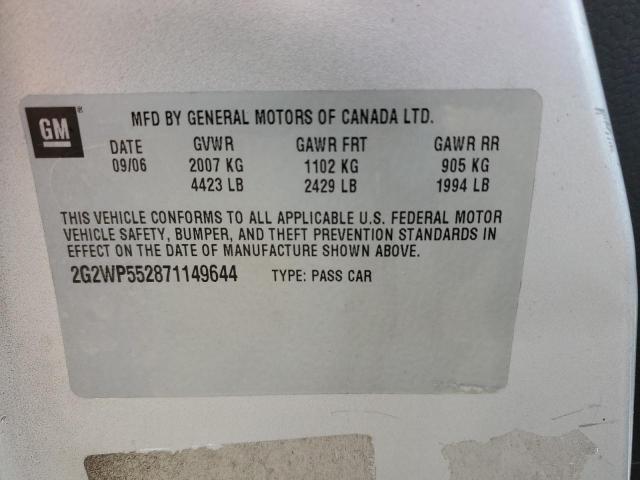 GM ®
MFD BY GENERAL MOTORS OF CANADA LTD.
DATE GVWR GAWR FRT GAWR RR
09/06 2007 KG 1102 KG 905 KG
4423 LB 2429 LB 1994 LB
THIS VEHICLE CONFORMS TO ALL APPLICABLE U.S. FEDERAL MOTOR
VEHICLE SAFETY, BUMPER, AND THEFT PREVENTION STANDARDS IN
EFFECT ON THE DATE OF MANUFACTURE SHOWN ABOVE.
2G2WP552871149644 TYPE: PASS CAR